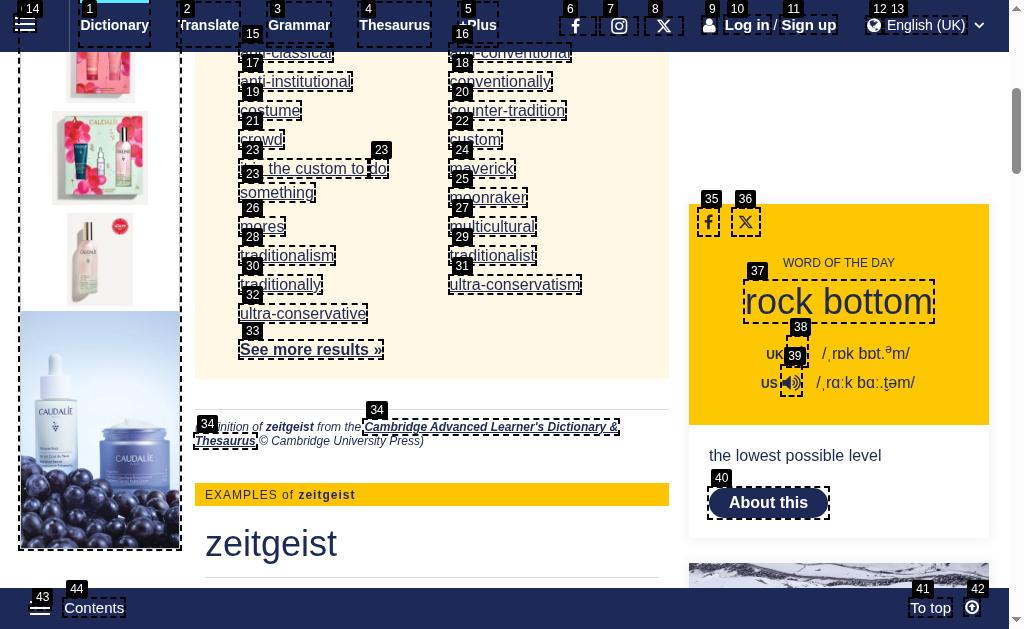 Dictionary Translate Grammar Thesaurus +Plus Log in / Sign up English (UK)
14 1 2 3 4 5 6 7 8 9 10 11 12 13
15 anti-classical 16 anti-conventional
17 anti-institutional 18 conventionally
19 costume 20 counter-tradition
21 crowd 22 custom
23 the custom to 23 do 24 maverick
23 something 25 moonraker
26 mores 27 multicultural
28 traditionalism 29 traditionalist
30 traditionally 31 ultra-conservatism
32 ultra-conservative
33 See more results »
34 of zeitgeist from the 34 Cambridge Advanced Learner's Dictionary &
Thesaurus © Cambridge University Press)
EXAMPLES of zeitgeist
zeitgeist
CAUDALIE
CAUDALIE
35 36
WORD OF THE DAY
37 rock bottom
38
UK 39 /ˌrɒk bɒt.ᵊm/
US /ˌrɑːk bɑː.t̬əm/
the lowest possible level
40 About this
43 44 Contents 41 To top 42